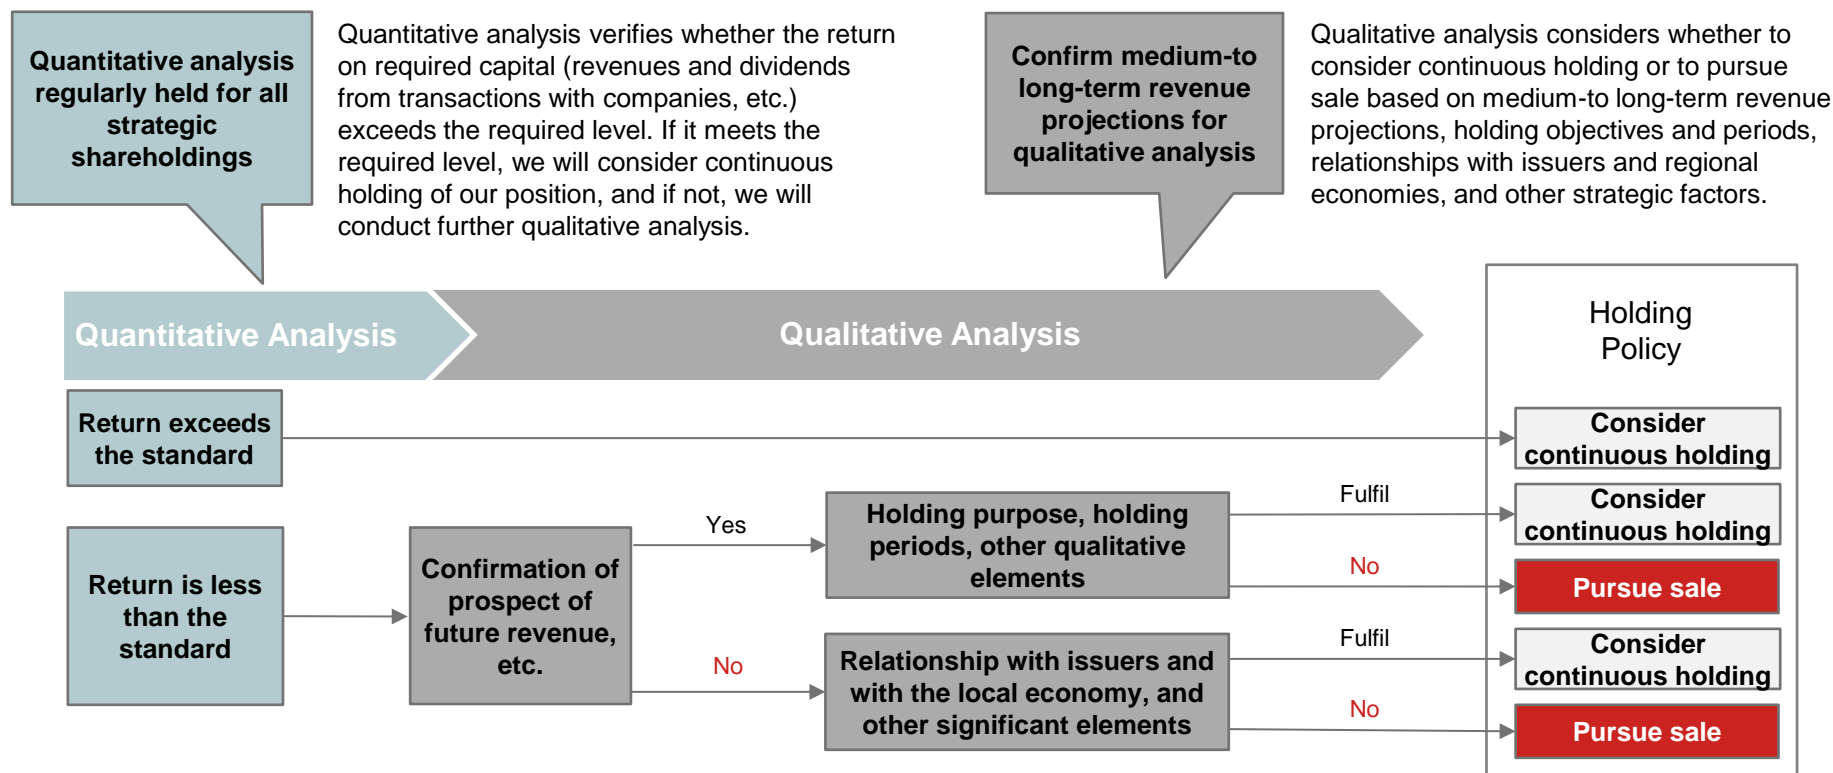 Quantitative analysis
regularly held for all
strategic
shareholdings
Quantitative analysis verifies whether the return
on required capital (revenues and dividends
from transactions with companies, etc.)
exceeds the required level. If it meets the
required level, we will consider continuous
holding of our position, and if not, we will
conduct further qualitative analysis.
Confirm medium-to
long-term revenue
projections for
qualitative analysis
Qualitative analysis considers whether to
consider continuous holding or to pursue
sale based on medium-to long-term revenue
projections, holding objectives and periods,
relationships with issuers and regional
economies, and other strategic factors.
Quantitative Analysis
Qualitative Analysis
Holding
Policy
Return exceeds
the standard
Consider
continuous holding
Return is less
than the
standard
Confirmation of
prospect of
future revenue,
etc.
Yes
Holding purpose, holding
periods, other qualitative
elements
Fulfil
Consider
continuous holding
No
Pursue sale
No
Relationship with issuers and
with the local economy, and
other significant elements
Fulfil
Consider
continuous holding
No
Pursue sale